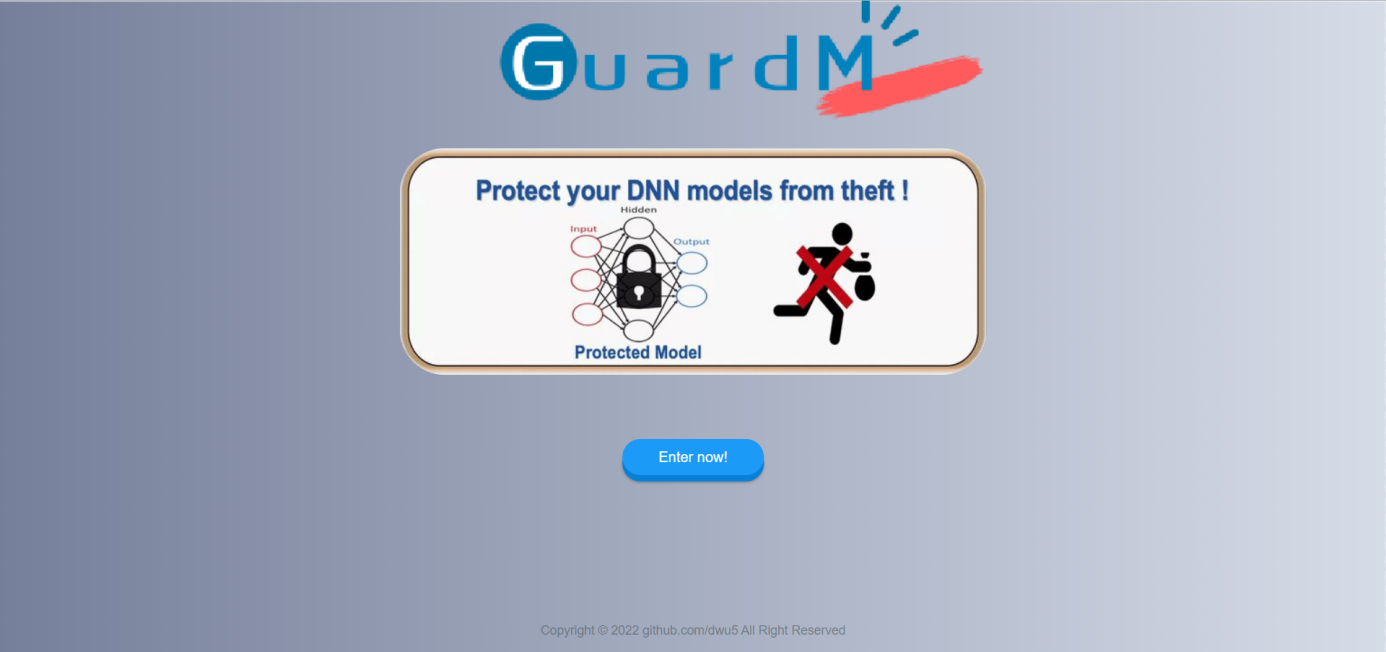 GuardM
Protect your DNN models from theft !
Hidden
Input
Output
Protected Model
Enter now!
Copyright © 2022 github.com/dwu5 All Right Reserved